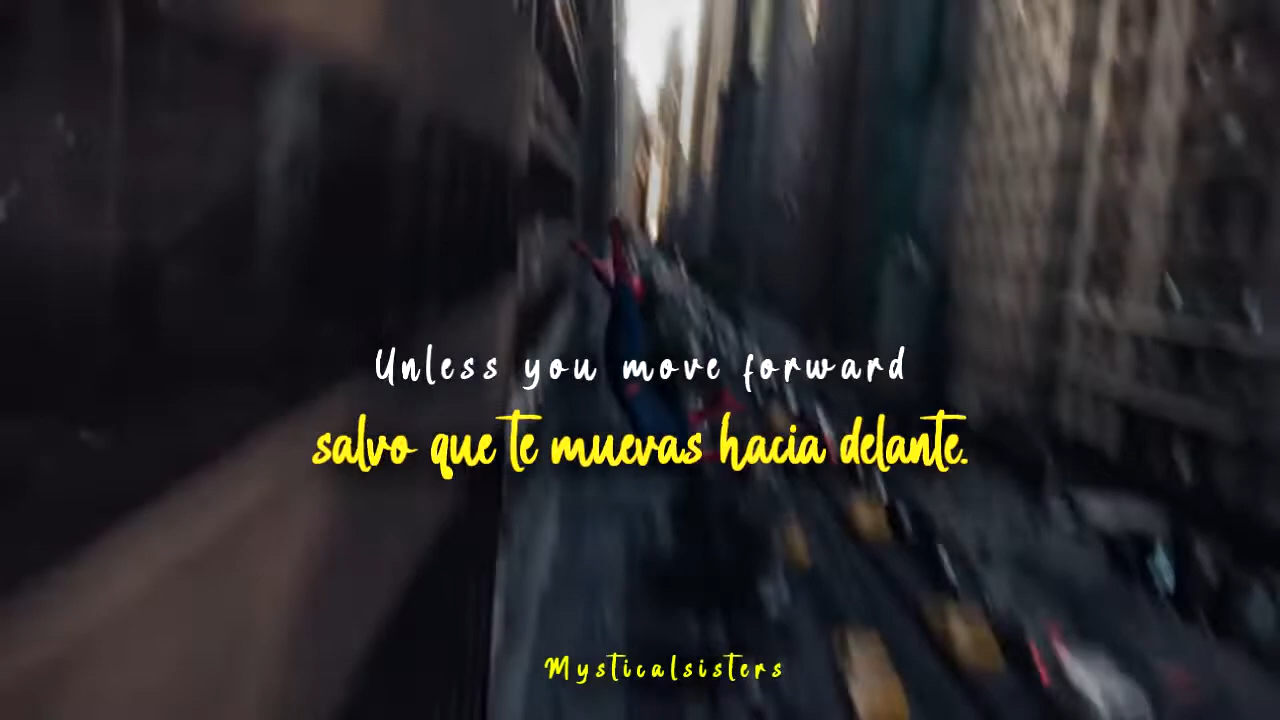 Unless you move forward
salvo que te muevas hacia delante.
Mysticalsisters